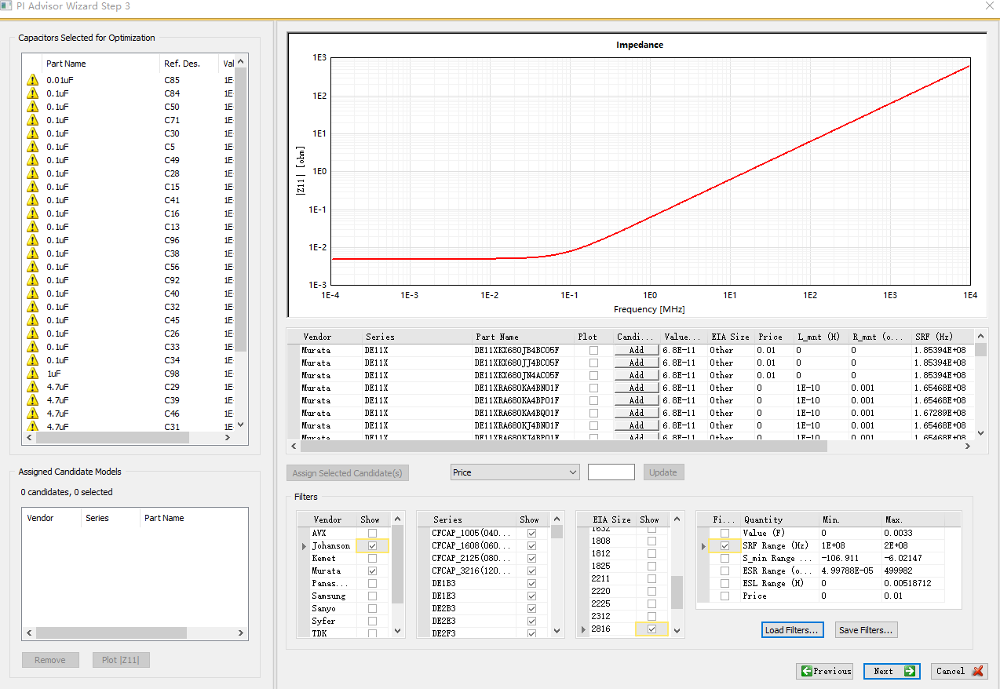 PI Advisor Wizard Step 3
Capacitors Selected for Optimization
Part Name Ref. Des. Val
0.01uF C85 1E
0.1uF C84 1E
0.1uF C50 1E
0.1uF C71 1E
0.1uF C30 1E
0.1uF C5 1E
0.1uF C49 1E
0.1uF C28 1E
0.1uF C15 1E
0.1uF C41 1E
0.1uF C16 1E
0.1uF C13 1E
0.1uF C96 1E
0.1uF C38 1E
0.1uF C56 1E
0.1uF C92 1E
0.1uF C40 1E
0.1uF C32 1E
0.1uF C45 1E
0.1uF C26 1E
0.1uF C33 1E
0.1uF C34 1E
1uF C98 1E
4.7uF C29 1E
4.7uF C39 1E
4.7uF C46 1E
4.7uF C31 1E
Assigned Candidate Models
0 candidates, 0 selected
Vendor Series Part Name
Remove Plot |Z11|
Impedance
1E3
1E2
1E1
1E0
1E-1
1E-2
1E-3
|Z11| [ohm]
1E-4 1E-3 1E-2 1E-1 1E0 1E1 1E2 1E3 1E4
Frequency [MHz]
Vendor Series Part Name Plot Candi... Value... EIA Size Price L_mnt (H) R_mnt (o... SRF (Hz)
Murata DE11X DE11XKX680JB4BC05F Add 6.8E-11 Other 0.01 0 0 1.85394E+08
Murata DE11X DE11XKX680JJ4BC05F Add 6.8E-11 Other 0.01 0 0 1.85394E+08
Murata DE11X DE11XKX680JN4AC05F Add 6.8E-11 Other 0.01 0 0 1.85394E+08
Murata DE11X DE11XRA680KA4BN01F Add 6.8E-11 Other 0 1E-10 0.001 1.65468E+08
Murata DE11X DE11XRA680KA4BP01F Add 6.8E-11 Other 0 1E-10 0.001 1.65468E+08
Murata DE11X DE11XRA680KA4BQ01F Add 6.8E-11 Other 0 1E-10 0.001 1.67289E+08
Murata DE11X DE11XRA680KJ4BN01F Add 6.8E-11 Other 0 1E-10 0.001 1.65468E+08
Murata DE11X DE11XRA680KJ4BP01F Add 6.8E-11 Other 0 1E-10 0.001 1.65468E+08
Assign Selected Candidate(s) Price Update
Filters
Vendor Show
AVX
Johanson
Kemet
Murata
Panas...
Samsung
Sanyo
Syfer
TDK
Series Show
CFCAP_1005(040...
CFCAP_1608(060...
CFCAP_2125(080...
CFCAP_3216(120...
DE1B3
DE1E3
DE2B3
DE2E3
DE2F3
EIA Size Show
1632
1808
1812
1825
2211
2220
2225
2312
2816
Fi... Quantity Min. Max.
Value (F) 0 0.0033
SRF Range (Hz) 1E+08 2E+08
S_min Range ... -106.911 -6.02147
ESR Range (o... 4.99788E-05 499982
ESL Range (H) 0 0.00518712
Price 0 0.01
Load Filters... Save Filters...
Previous Next Cancel